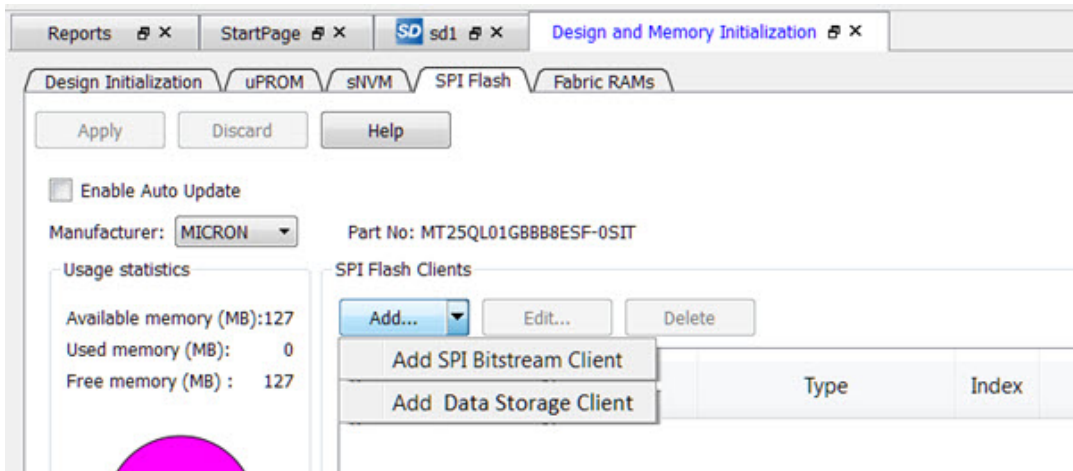 Reports StartPage SD sd1 Design and Memory Initialization
Design Initialization uPROM sNVM SPI Flash Fabric RAMs
Apply Discard Help
Enable Auto Update
Manufacturer: MICRON Part No: MT25QL01GBBB8ESF-0SIT
Usage statistics SPI Flash Clients
Available memory (MB):127 Add... Edit... Delete
Used memory (MB): 0 Add SPI Bitstream Client
Free memory (MB) : 127 Type Index
Add Data Storage Client